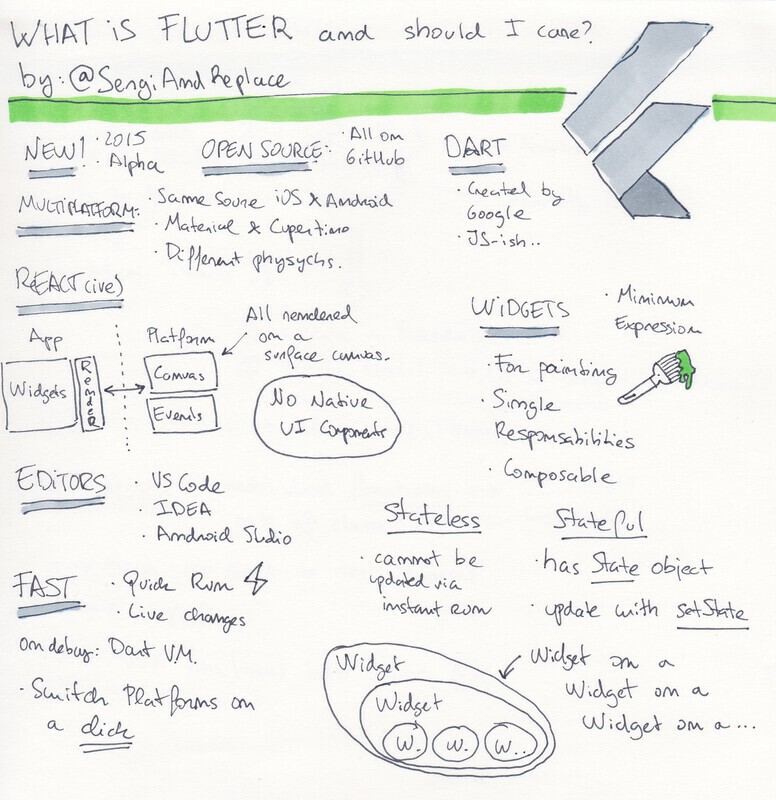 WHAT iS FLUTTER and should I care?
by: @SergiAndReplace
NEW!
· 2015
· Alpha
OPEN SOURCE:
· All on
GitHub
DART
· Created by
Google
· JS-ish..
MULTIPLATFORM:
· Same Soure iOS & Android
· Material & Cupertino
· Different physychs.
REACT(ive)
App
Widgets
RendeR
Platform
Canvas
Events
All rendered
on a
surface canvas.
No Native
UI Components
WiDGETS
· Minimum
Expression
· For painting
· Single
Responsabilities
· Composable
EDiTORS
· VS Code
· IDEA
· Android Studio
Stateless
· cannot be
updated via
instant run
Stateful
· has State object
· update with setState
FAST
· Quick Run
· Live changes
on debug: Dart V.M.
· Switch Platforms on
a click
Widget
Widget
W.
W.
W..
Widget on a
Widget on a
Widget on a...